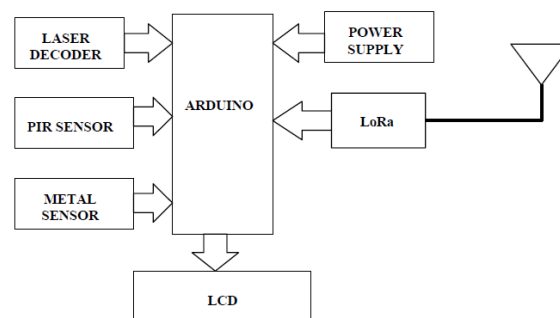 LASER
DECODER
POWER
SUPPLY
ARDUINO
PIR SENSOR
LoRa
METAL
SENSOR
LCD